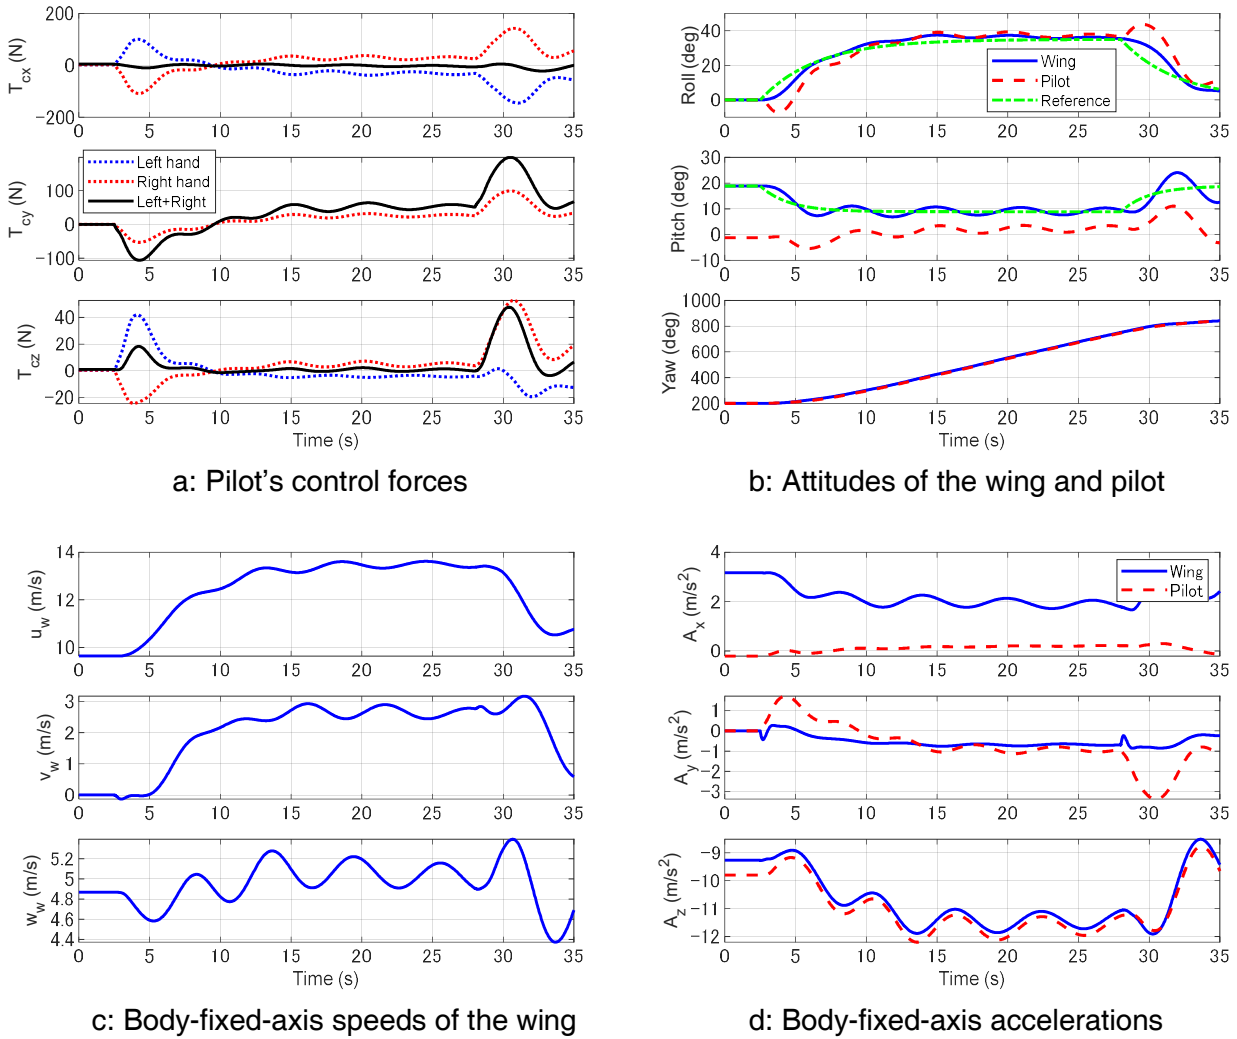 200
0
-200
T_cx (N)
0 5 10 15 20 25 30 35
Left hand
Right hand
Left+Right
100
0
-100
T_cy (N)
0 5 10 15 20 25 30 35
40
20
0
-20
T_cz (N)
0 5 10 15 20 25 30 35
Time (s)
a: Pilot's control forces
40
20
0
Roll (deg)
Wing
Pilot
Reference
0 5 10 15 20 25 30 35
30
20
10
0
-10
Pitch (deg)
0 5 10 15 20 25 30 35
1000
800
600
400
200
Yaw (deg)
0 5 10 15 20 25 30 35
Time (s)
b: Attitudes of the wing and pilot
14
12
10
u_w (m/s)
0 5 10 15 20 25 30 35
3
2
1
0
v_w (m/s)
0 5 10 15 20 25 30 35
5.2
5
4.8
4.6
4.4
w_w (m/s)
0 5 10 15 20 25 30 35
Time (s)
c: Body-fixed-axis speeds of the wing
4
2
0
A_x (m/s²)
Wing
Pilot
0 5 10 15 20 25 30 35
1
0
-1
-2
-3
A_y (m/s²)
0 5 10 15 20 25 30 35
-9
-10
-11
-12
A_z (m/s²)
0 5 10 15 20 25 30 35
Time (s)
d: Body-fixed-axis accelerations